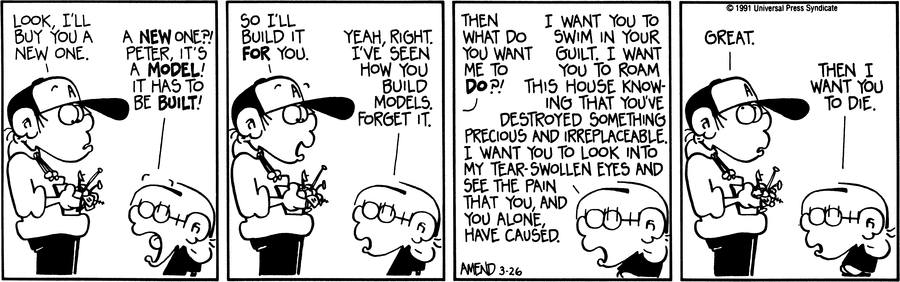 LOOK, I'LL
BUY YOU A
NEW ONE.
A NEW ONE?!
PETER, IT'S
A MODEL!
IT HAS TO
BE BUILT!
SO I'LL
BUILD IT
FOR YOU.
YEAH, RIGHT.
I'VE SEEN
HOW YOU
BUILD
MODELS.
FORGET IT.
THEN
WHAT DO
YOU WANT
ME TO
DO?!
I WANT YOU TO
SWIM IN YOUR
GUILT. I WANT
YOU TO ROAM
THIS HOUSE KNOW-
ING THAT YOU'VE
DESTROYED SOMETHING
PRECIOUS AND IRREPLACEABLE.
I WANT YOU TO LOOK INTO
MY TEAR-SWOLLEN EYES AND
SEE THE PAIN
THAT YOU, AND
YOU ALONE,
HAVE CAUSED.
AMEND 3-26
© 1991 Universal Press Syndicate
GREAT.
THEN I
WANT YOU
TO DIE.
A
A
A